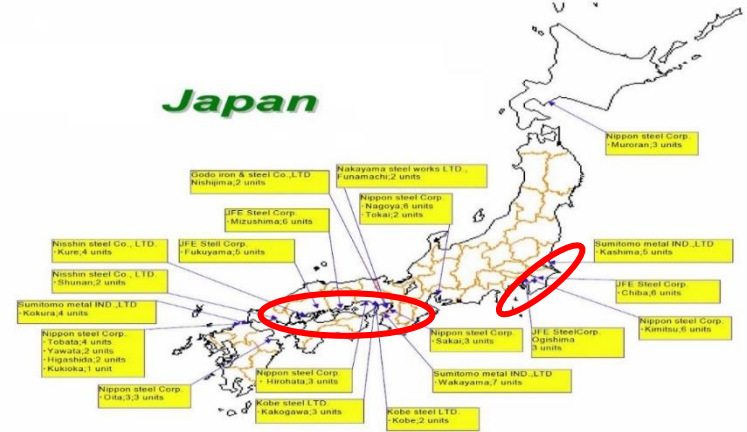 Japan
Nippon steel Corp.
·Muroran;3 units
Nakayama steel works LTD.,
Funamachi;2 units
Godo iron & steel Co.,LTD
Nishijima;2 units
Nippon steel Corp.
·Nagoya;6 units
·Tokai;2 units
JFE Steel Corp.
·Mizushima;6 units
Nisshin steel Co., LTD.
·Kure;4 units
JFE Stell Corp.
·Fukuyama;5 units
Sumitomo metal IND.,LTD
·Kashima;5 units
Nisshin steel Co., LTD.
·Shunan;2 units
JFE Steel Corp.
·Chiba;6 units
Sumitomo metal IND.,LTD
·Kokura;4 units
Nippon steel Corp.
·Kimitsu;6 units
Nippon steel Corp.
·Tobata;4 units
·Yawata;2 units
·Higashida;2 units
·Kukioka;1 unit
Nippon steel Corp.
·Sakai;3 units
JFE SteelCorp.
Ogishima
3 units
Nippon steel Corp.
·Hirohata;3 units
Sumitomo metal IND.,LTD
·Wakayama;7 units
Nippon steel Corp.
·Oita;3,3 units
Kobe steel LTD.
·Kakogawa;3 units
Kobe steel LTD.
·Kobe;2 units